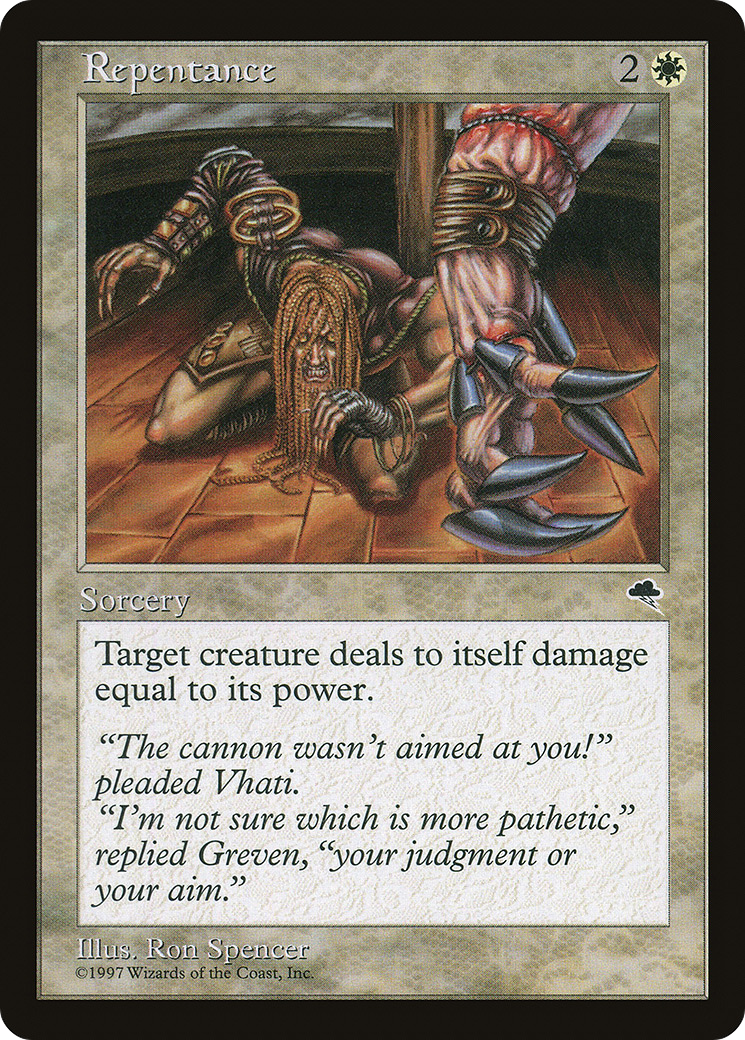 Repentance 2
Sorcery
Target creature deals to itself damage
equal to its power.
“The cannon wasn’t aimed at you!”
pleaded Vhati.
“I’m not sure which is more pathetic,”
replied Greven, “your judgment or
your aim.”
Illus. Ron Spencer
©1997 Wizards of the Coast, Inc.